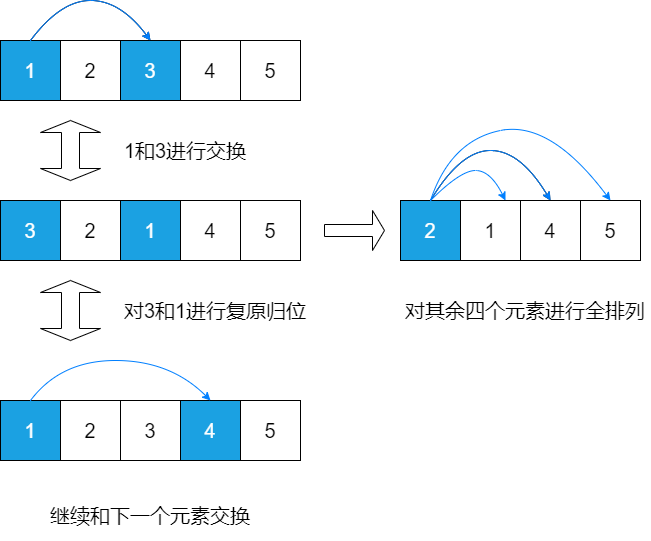 1 2 3 4 5
1和3进行交换
3 2 1 4 5
2 1 4 5
对3和1进行复原归位
对其余四个元素进行全排列
1 2 3 4 5
继续和下一个元素交换